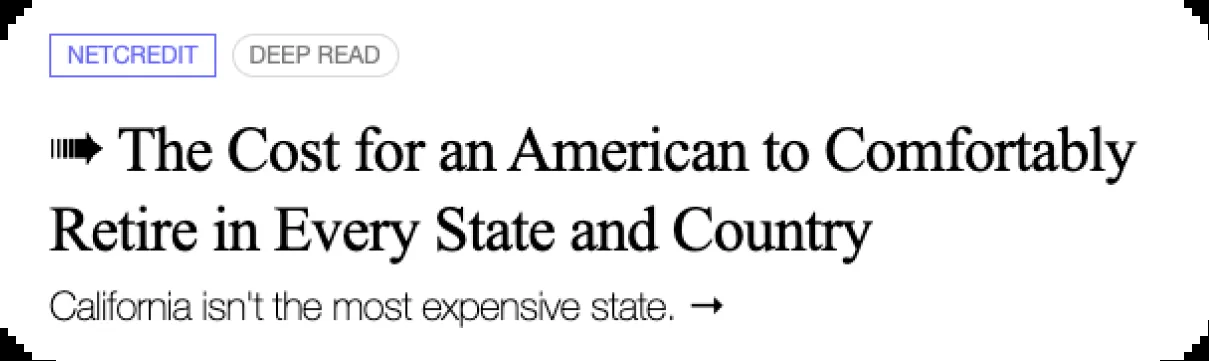 NETCREDIT DEEP READ
➠ The Cost for an American to Comfortably
Retire in Every State and Country
California isn't the most expensive state. →